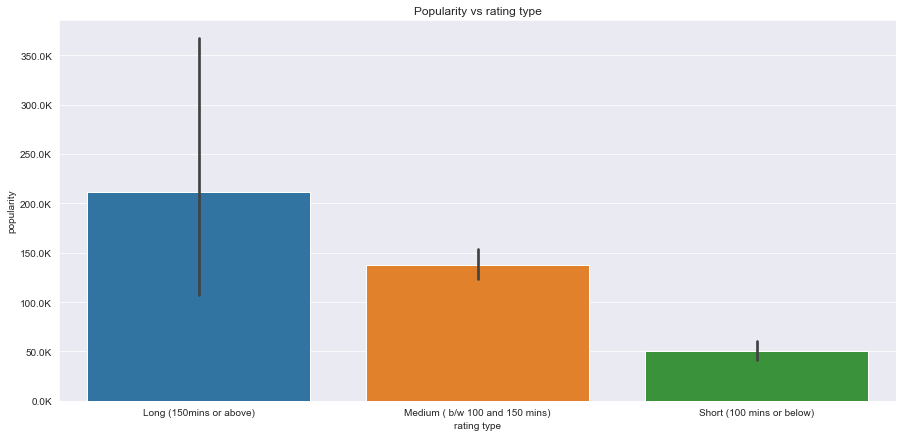 Popularity vs rating type
350.0K
300.0K
250.0K
200.0K
150.0K
100.0K
50.0K
0.0K
popularity
Long (150mins or above)
Medium ( b/w 100 and 150 mins)
Short (100 mins or below)
rating type